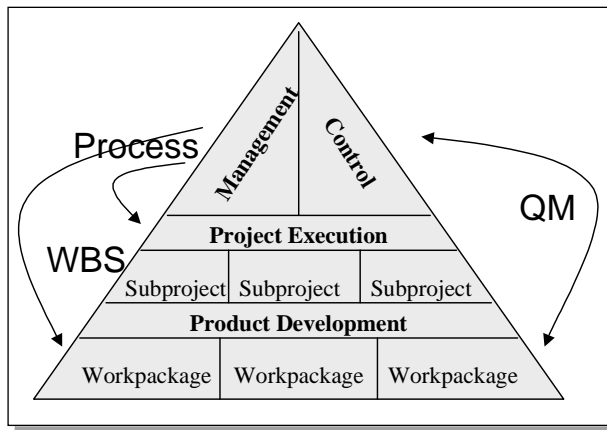 Management
Control
Process
QM
Project Execution
WBS
Subproject Subproject Subproject
Product Development
Workpackage Workpackage Workpackage